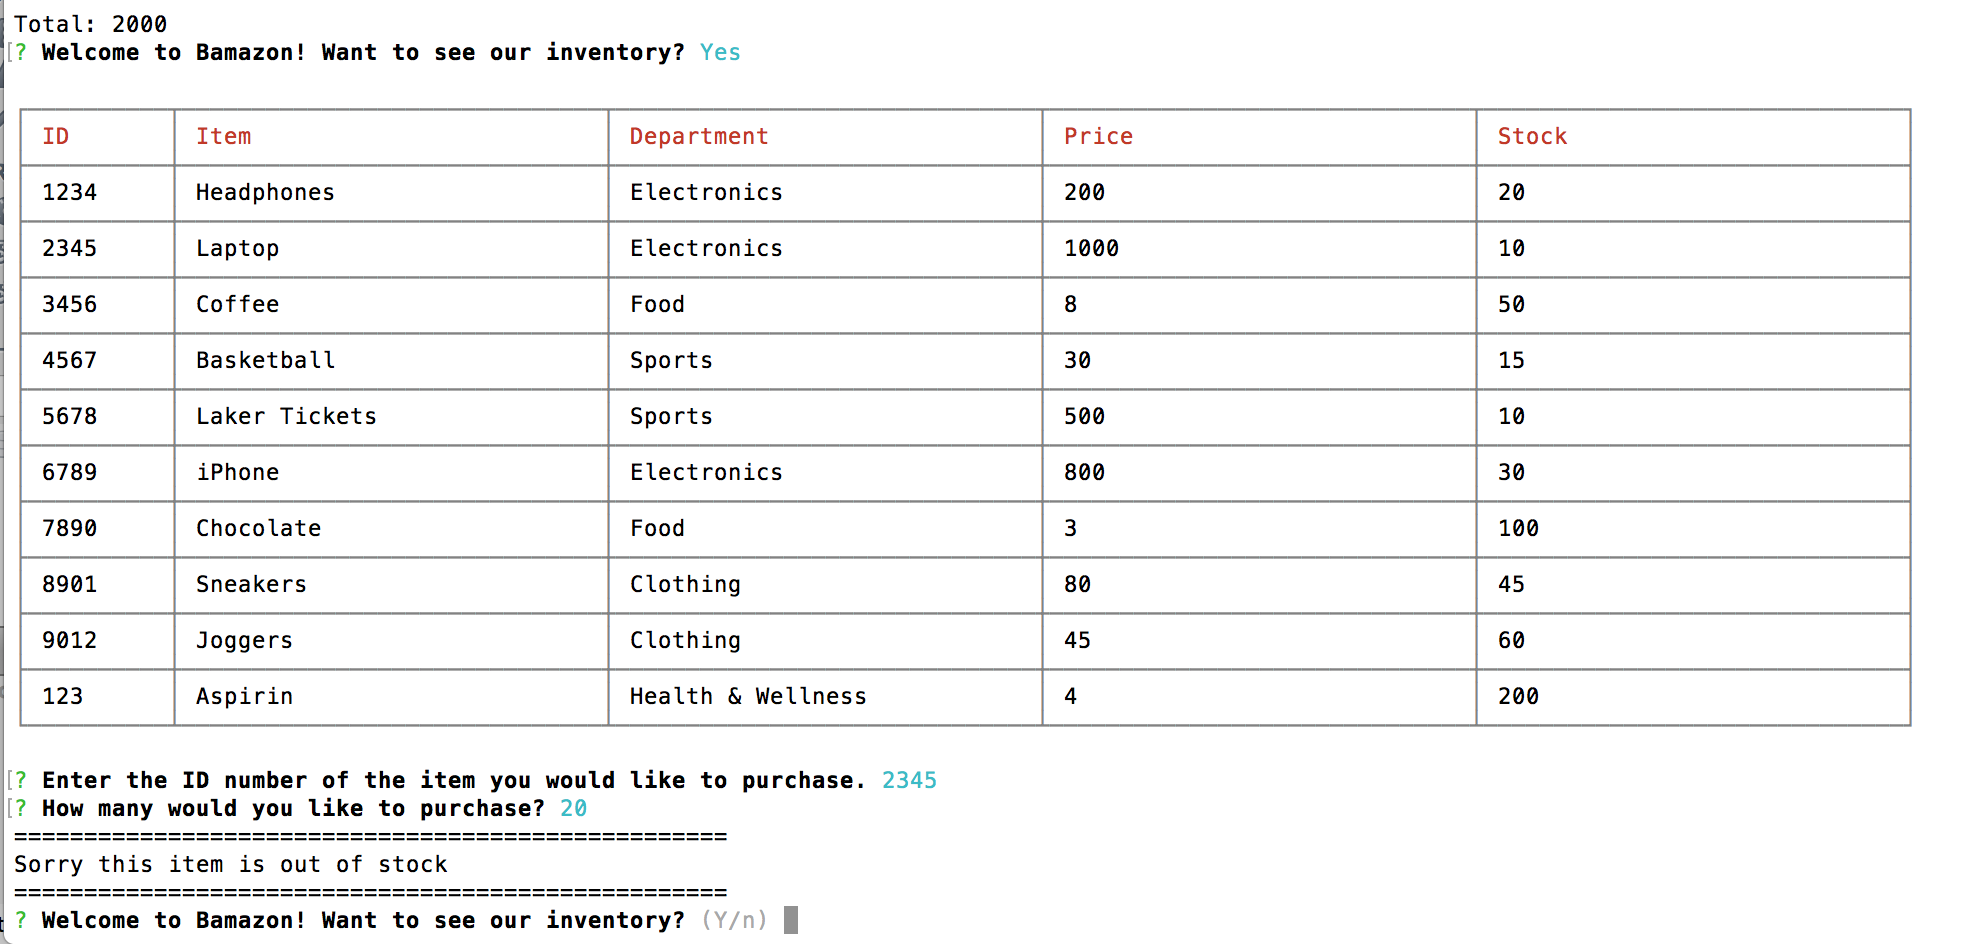 Total: 2000
? Welcome to Bamazon! Want to see our inventory? Yes
ID Item Department Price Stock
1234 Headphones Electronics 200 20
2345 Laptop Electronics 1000 10
3456 Coffee Food 8 50
4567 Basketball Sports 30 15
5678 Laker Tickets Sports 500 10
6789 iPhone Electronics 800 30
7890 Chocolate Food 3 100
8901 Sneakers Clothing 80 45
9012 Joggers Clothing 45 60
123 Aspirin Health & Wellness 4 200
? Enter the ID number of the item you would like to purchase. 2345
? How many would you like to purchase? 20
===================================================
Sorry this item is out of stock
===================================================
? Welcome to Bamazon! Want to see our inventory? (Y/n)